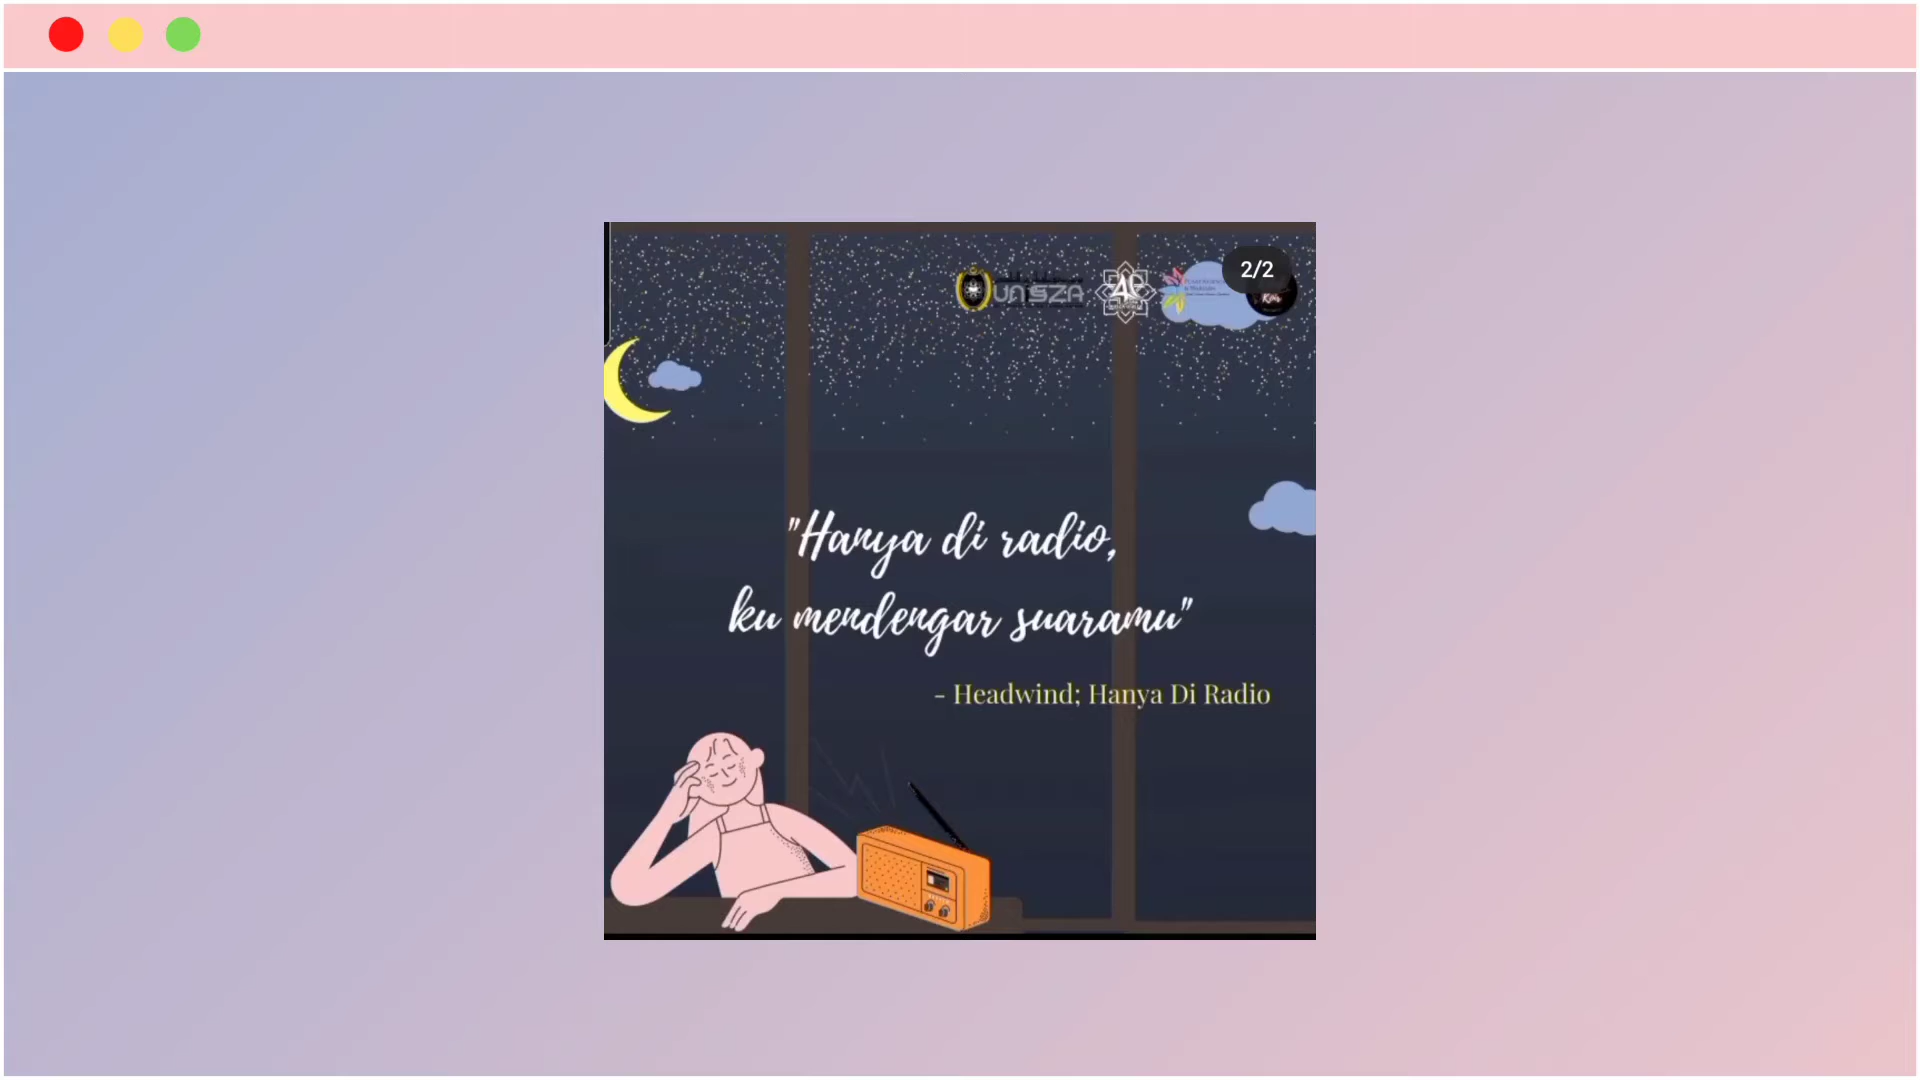 2/2
UNiSZA
"Hanya di radio,
ku mendengar suaramu"
- Headwind; Hanya Di Radio